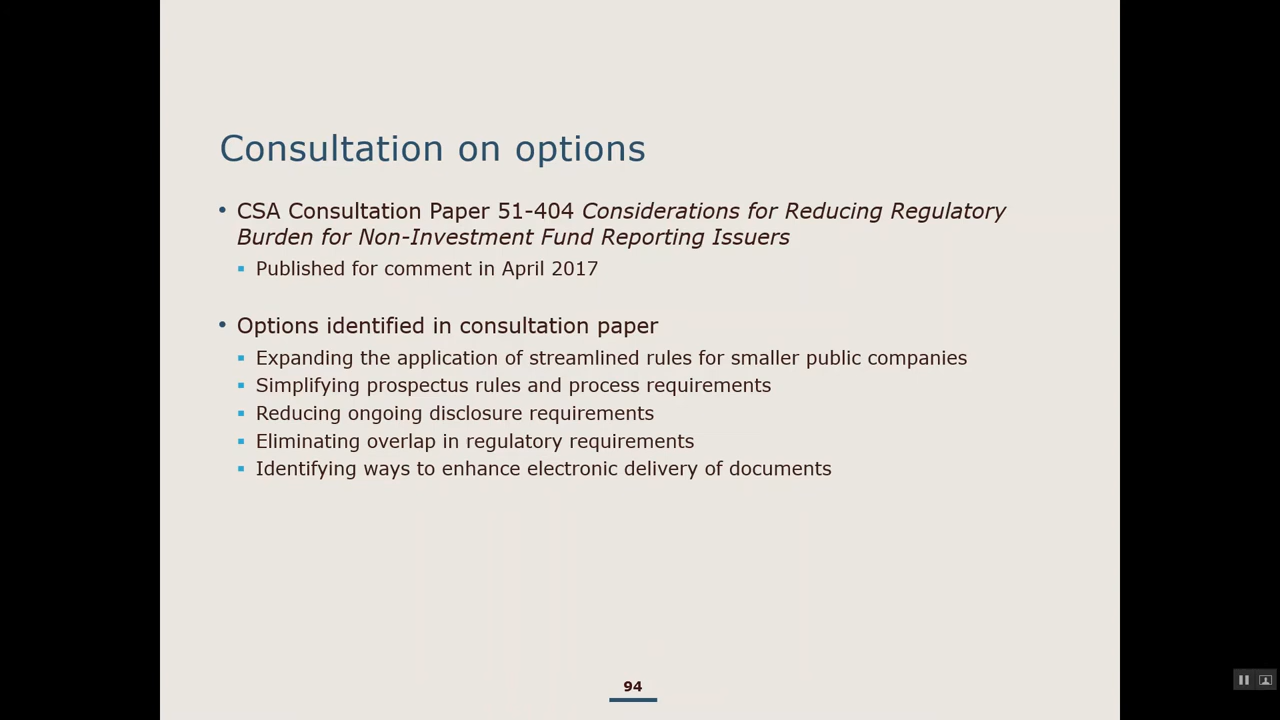 Consultation on options
• CSA Consultation Paper 51-404 Considerations for Reducing Regulatory
Burden for Non-Investment Fund Reporting Issuers
▪ Published for comment in April 2017
• Options identified in consultation paper
▪ Expanding the application of streamlined rules for smaller public companies
▪ Simplifying prospectus rules and process requirements
▪ Reducing ongoing disclosure requirements
▪ Eliminating overlap in regulatory requirements
▪ Identifying ways to enhance electronic delivery of documents
94